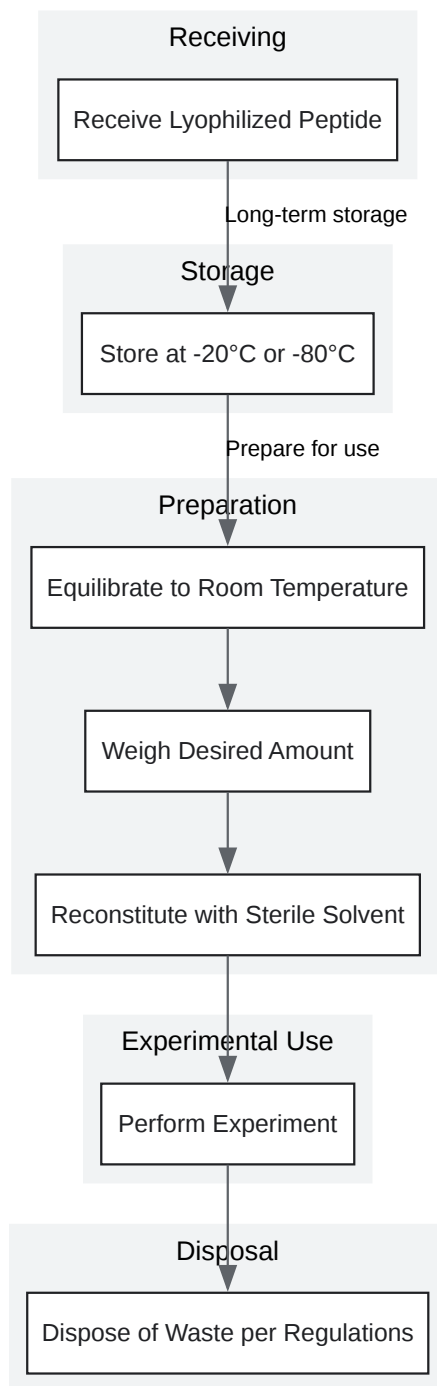 Receiving
Receive Lyophilized Peptide
Long-term storage
Storage
Store at -20°C or -80°C
Prepare for use
Preparation
Equilibrate to Room Temperature
Weigh Desired Amount
Reconstitute with Sterile Solvent
Experimental Use
Perform Experiment
Disposal
Dispose of Waste per Regulations